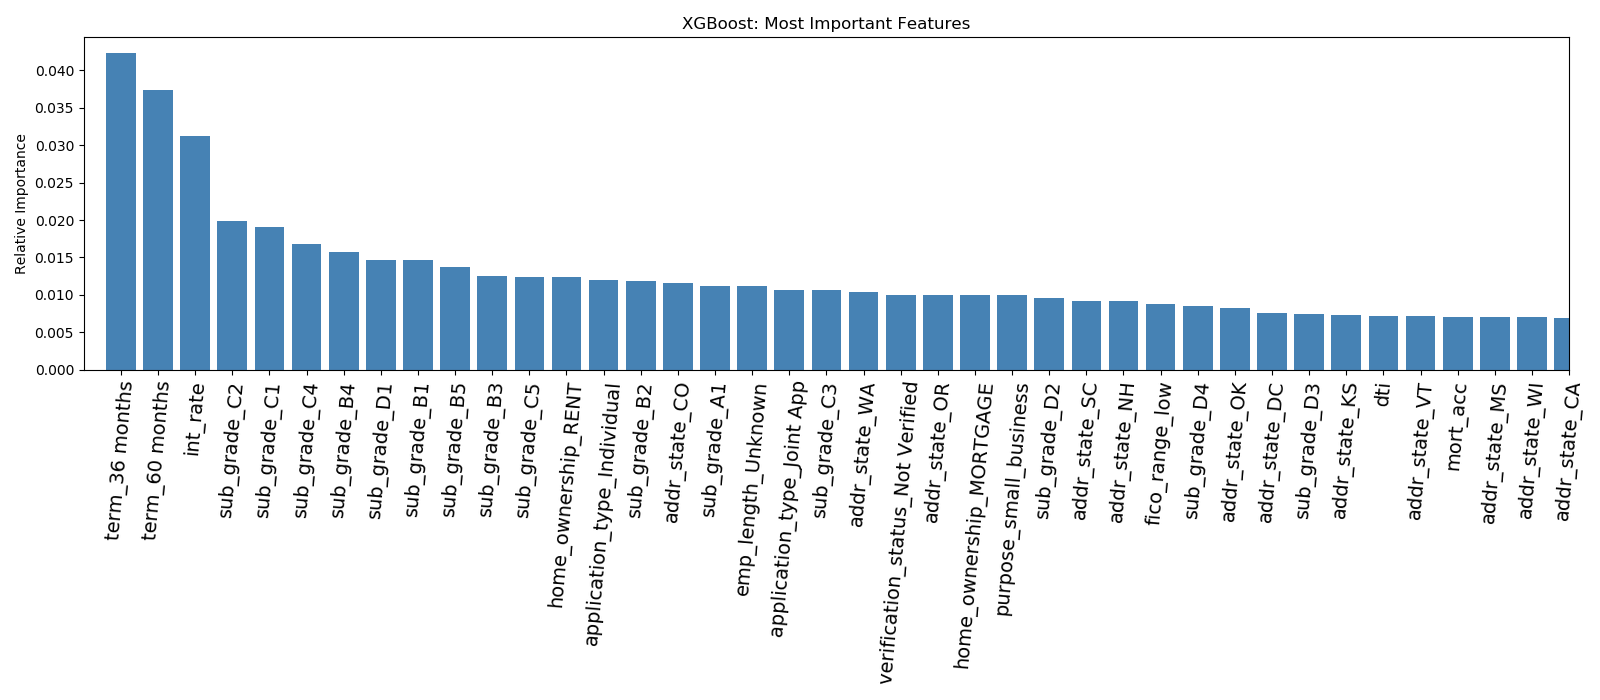 XGBoost: Most Important Features
Relative Importance
0.040
0.035
0.030
0.025
0.020
0.015
0.010
0.005
0.000
term_36 months
term_60 months
int_rate
sub_grade_C2
sub_grade_C1
sub_grade_C4
sub_grade_B4
sub_grade_D1
sub_grade_B1
sub_grade_B5
sub_grade_B3
sub_grade_C5
home_ownership_RENT
application_type_Individual
sub_grade_B2
addr_state_CO
sub_grade_A1
emp_length_Unknown
application_type_Joint App
sub_grade_C3
addr_state_WA
verification_status_Not Verified
addr_state_OR
home_ownership_MORTGAGE
purpose_small_business
sub_grade_D2
addr_state_SC
addr_state_NH
fico_range_low
sub_grade_D4
addr_state_OK
addr_state_DC
sub_grade_D3
addr_state_KS
dti
addr_state_VT
mort_acc
addr_state_MS
addr_state_WI
addr_state_CA